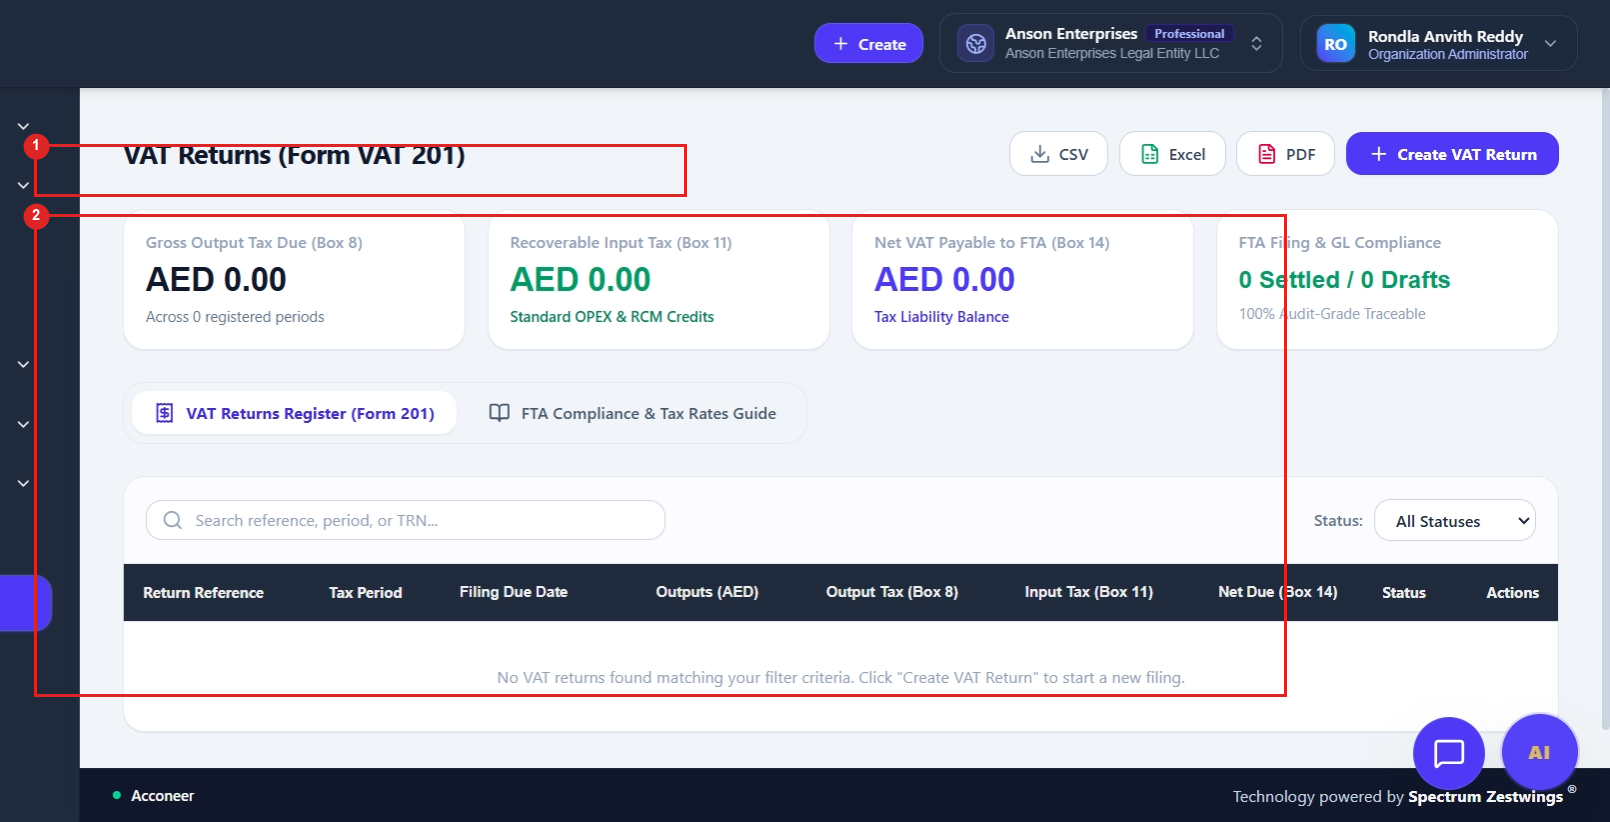 + Create
Anson Enterprises Professional
Anson Enterprises Legal Entity LLC
RO
Rondla Anvith Reddy
Organization Administrator
1
VAT Returns (Form VAT 201)
CSV
Excel
PDF
+ Create VAT Return
2
Gross Output Tax Due (Box 8)
AED 0.00
Across 0 registered periods
Recoverable Input Tax (Box 11)
AED 0.00
Standard OPEX & RCM Credits
Net VAT Payable to FTA (Box 14)
AED 0.00
Tax Liability Balance
FTA Filing & GL Compliance
0 Settled / 0 Drafts
100% Audit-Grade Traceable
VAT Returns Register (Form 201)
FTA Compliance & Tax Rates Guide
Search reference, period, or TRN...
Status: All Statuses
Return Reference Tax Period Filing Due Date Outputs (AED) Output Tax (Box 8) Input Tax (Box 11) Net Due (Box 14) Status Actions
No VAT returns found matching your filter criteria. Click "Create VAT Return" to start a new filing.
AI
Acconeer
Technology powered by Spectrum Zestwings ®